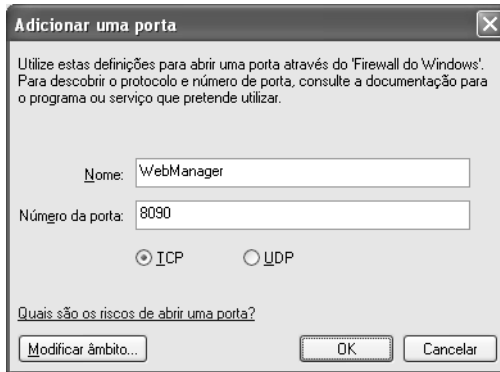 Adicionar uma porta
Utilize estas definições para abrir uma porta através do 'Firewall do Windows'.
Para descobrir o protocolo e número de porta, consulte a documentação para
o programa ou serviço que pretende utilizar.
Nome: WebManager
Número da porta: 8090
TCP UDP
Quais são os riscos de abrir uma porta?
Modificar âmbito... OK Cancelar